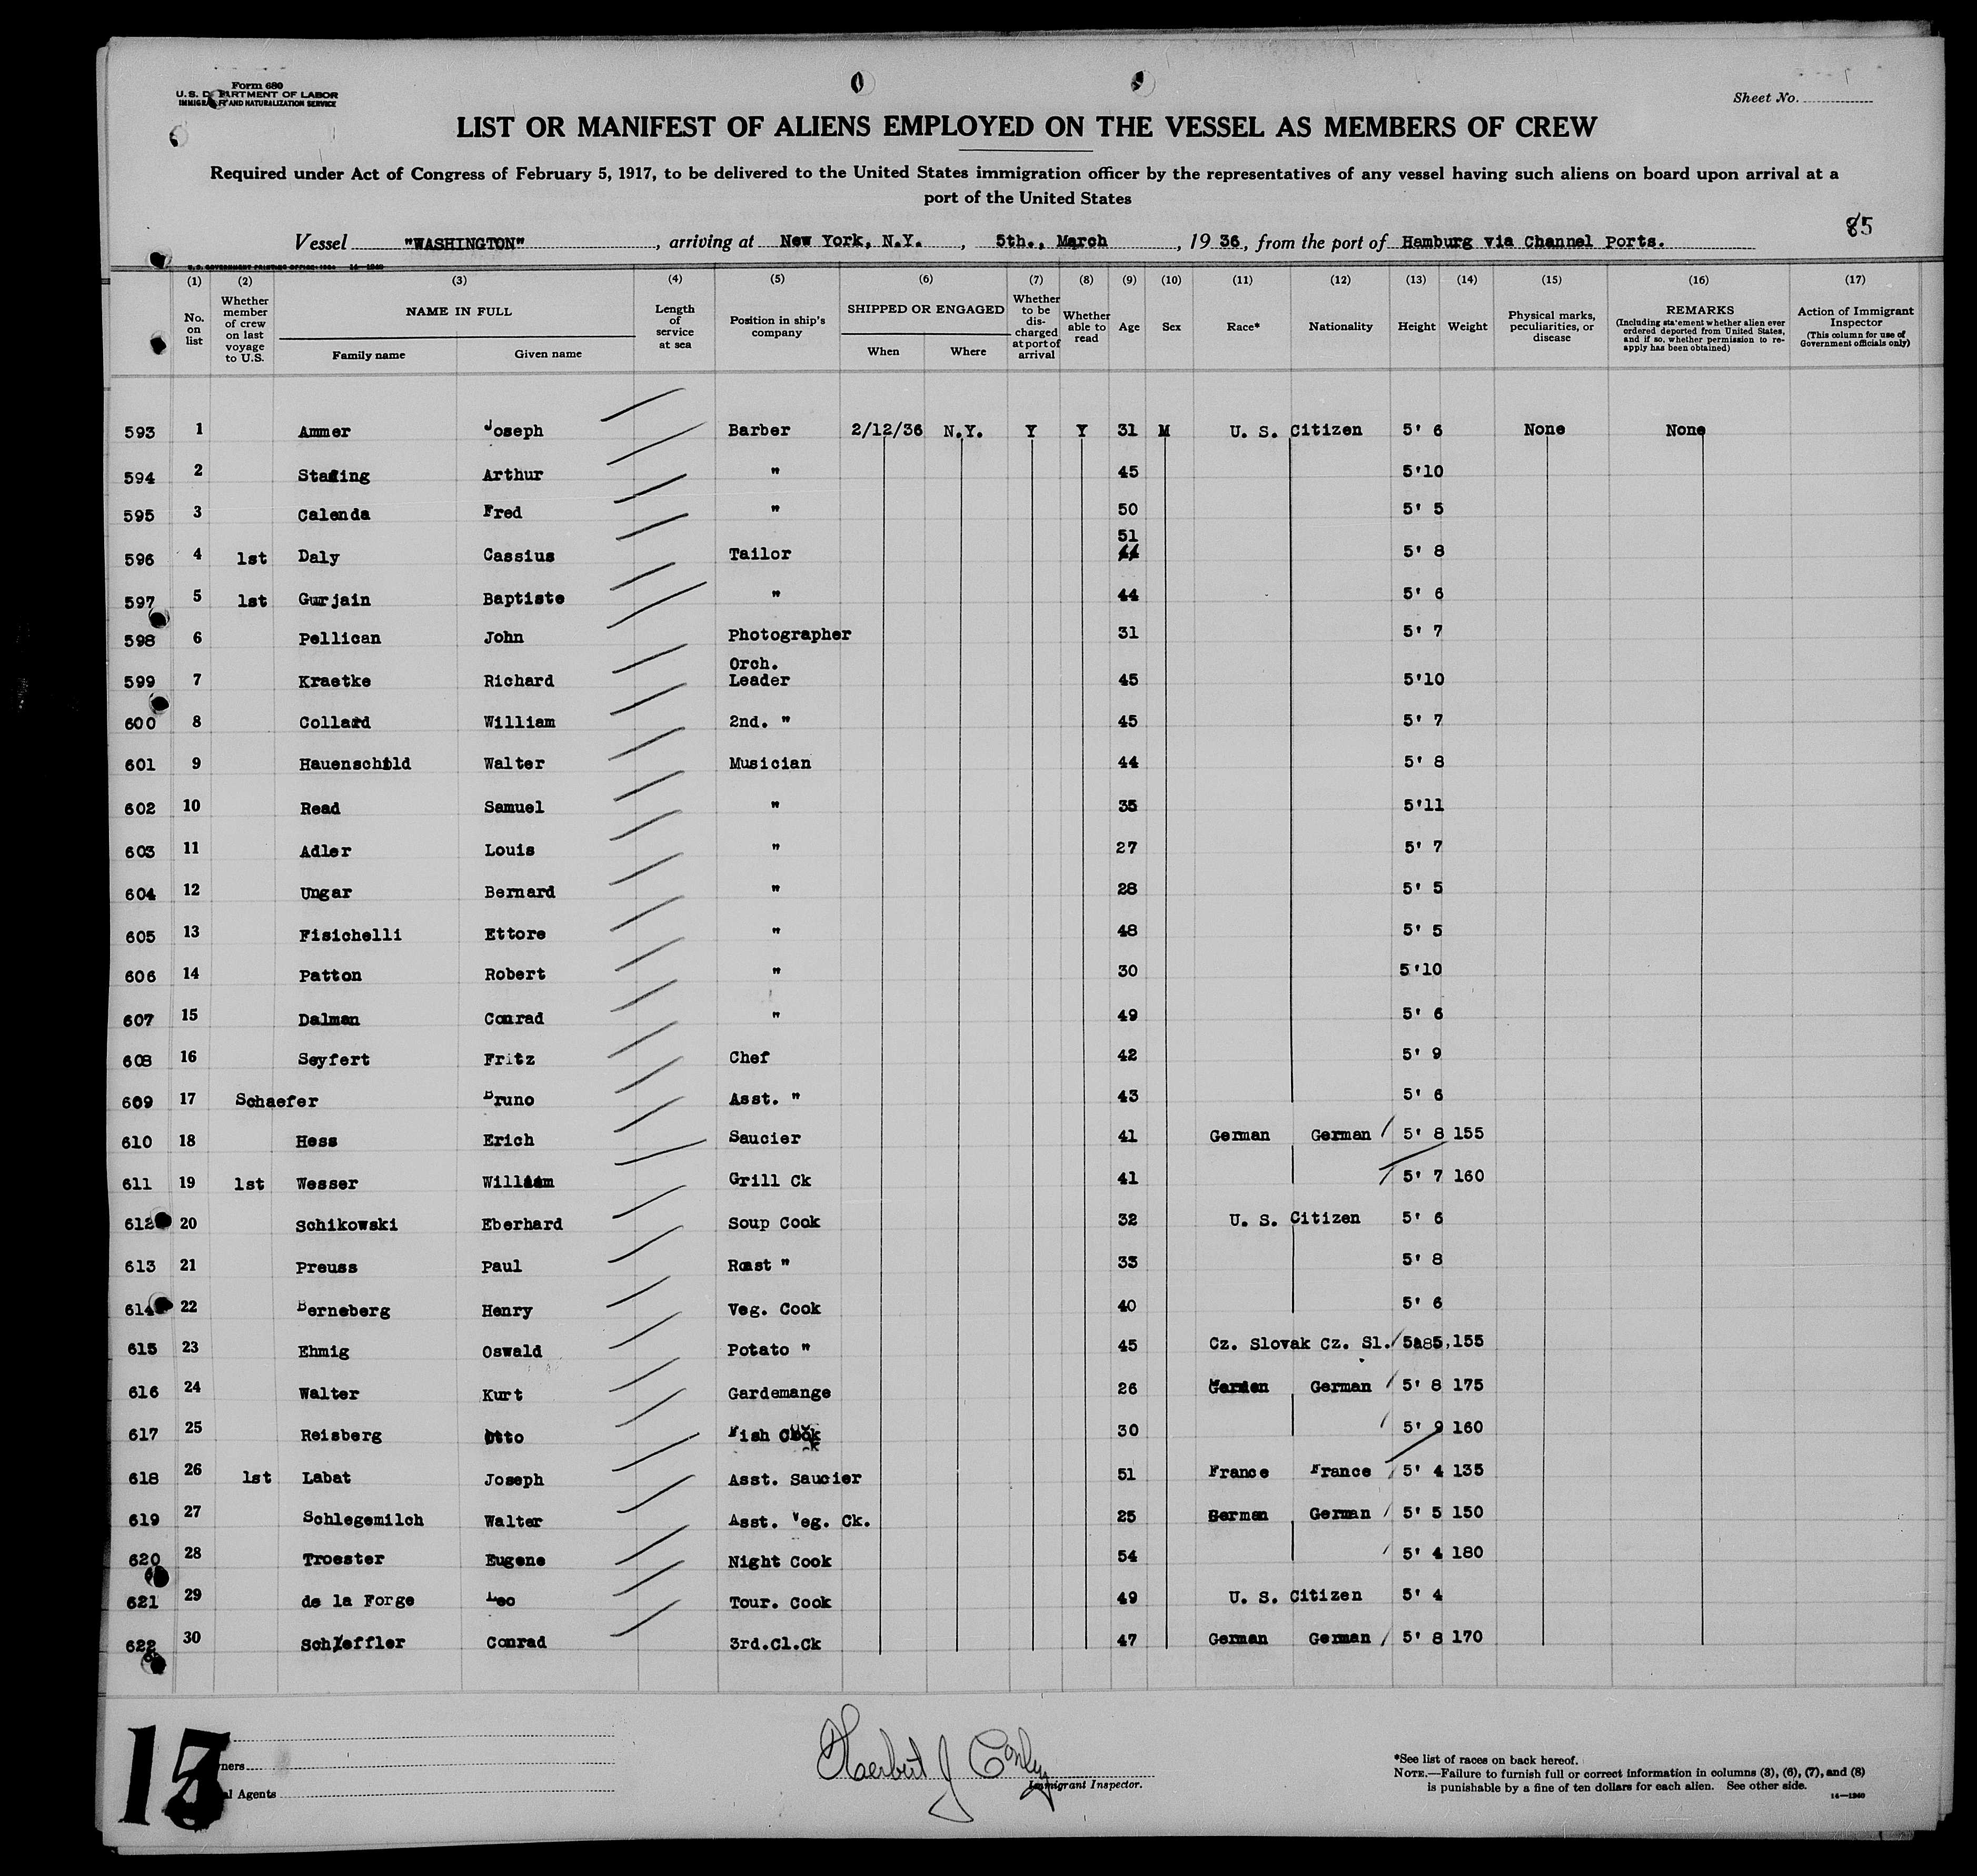 Form 680
U.S. DEPARTMENT OF LABOR
IMMIGRATION AND NATURALIZATION SERVICE
Sheet No.
LIST OR MANIFEST OF ALIENS EMPLOYED ON THE VESSEL AS MEMBERS OF CREW
Required under Act of Congress of February 5, 1917, to be delivered to the United States immigration officer by the representatives of any vessel having such aliens on board upon arrival at a
port of the United States
85
Vessel "WASHINGTON", arriving at New York, N.Y., 5th., March, 19 36, from the port of Hamburg via Channel Ports.
(1) (2) (3) (4) (5) (6) (7) (8) (9) (10) (11) (12) (13) (14) (15) (16) (17)
No. on list
Whether member of crew on last voyage to U.S.
NAME IN FULL
Family name
Given name
Length of service at sea
Position in ship's company
SHIPPED OR ENGAGED
When
Where
Whether to be discharged at port of arrival
Whether able to read
Age
Sex
Race*
Nationality
Height
Weight
Physical marks, peculiarities, or disease
REMARKS
(Including statement whether alien ever ordered deported from United States, and if so, whether permission to re-apply has been obtained)
Action of Immigrant Inspector
(This column for use of Government officials only)
593 1 Ammer Joseph Barber 2/12/36 N.Y. Y Y 31 M U. S. Citizen 5' 6 None None
594 2 Arthur " 45 5'10
595 3 Calenda Fred " 50 5' 5
596 4 1st Daly Cassius Tailor 51 44 5' 8
597 5 1st Gurjain Baptiste " 44 5' 6
598 6 Pellican John Photographer 31 5' 7
599 7 Kraetke Richard Orch. Leader 45 5'10
600 8 Collard William 2nd. " 45 5' 7
601 9 Hauenschild Walter Musician 44 5' 8
602 10 Read Samuel " 35 5'11
603 11 Adler Louis " 27 5' 7
604 12 Ungar Bernard " 28 5' 5
605 13 Fisichelli Ettore " 48 5' 5
606 14 Patton Robert " 30 5'10
607 15 Dalman Conrad " 49 5' 6
608 16 Seyfert Fritz Chef 42 5' 9
609 17 Schaefer Bruno Asst. " 43 5' 6
610 18 Hess Erich Saucier 41 German German 5' 8 155
611 19 1st Wesser William Grill Ck 41 5' 7 160
612 20 Schikowski Eberhard Soup Cook 32 U. S. Citizen 5' 6
613 21 Preuss Paul Roast " 33 5' 8
614 22 Berneberg Henry Veg. Cook 40 5' 6
615 23 Ehmig Oswald Potato " 45 Cz. Slovak Cz. Sl. 155
616 24 Walter Kurt Gardemange 26 German German 5' 8 175
617 25 Reisberg Otto Fish Cook 30 5' 9 160
618 26 1st Labat Joseph Asst. Saucier 51 France France 5' 4 135
619 27 Schlegemilch Walter Asst. Veg. Ck. 25 German German 5' 5 150
620 28 Troester Eugene Night Cook 54 5' 4 180
621 29 de la Forge Leo Tour. Cook 49 U. S. Citizen 5' 4
622 30 Scheffler Conrad 3rd.Cl.Ck 47 German German 5' 8 170
Herbert J Conley
Immigrant Inspector.
*See list of races on back hereof.
NOTE.—Failure to furnish full or correct information in columns (3), (6), (7), and (8)
is punishable by a fine of ten dollars for each alien. See other side.
14—1240